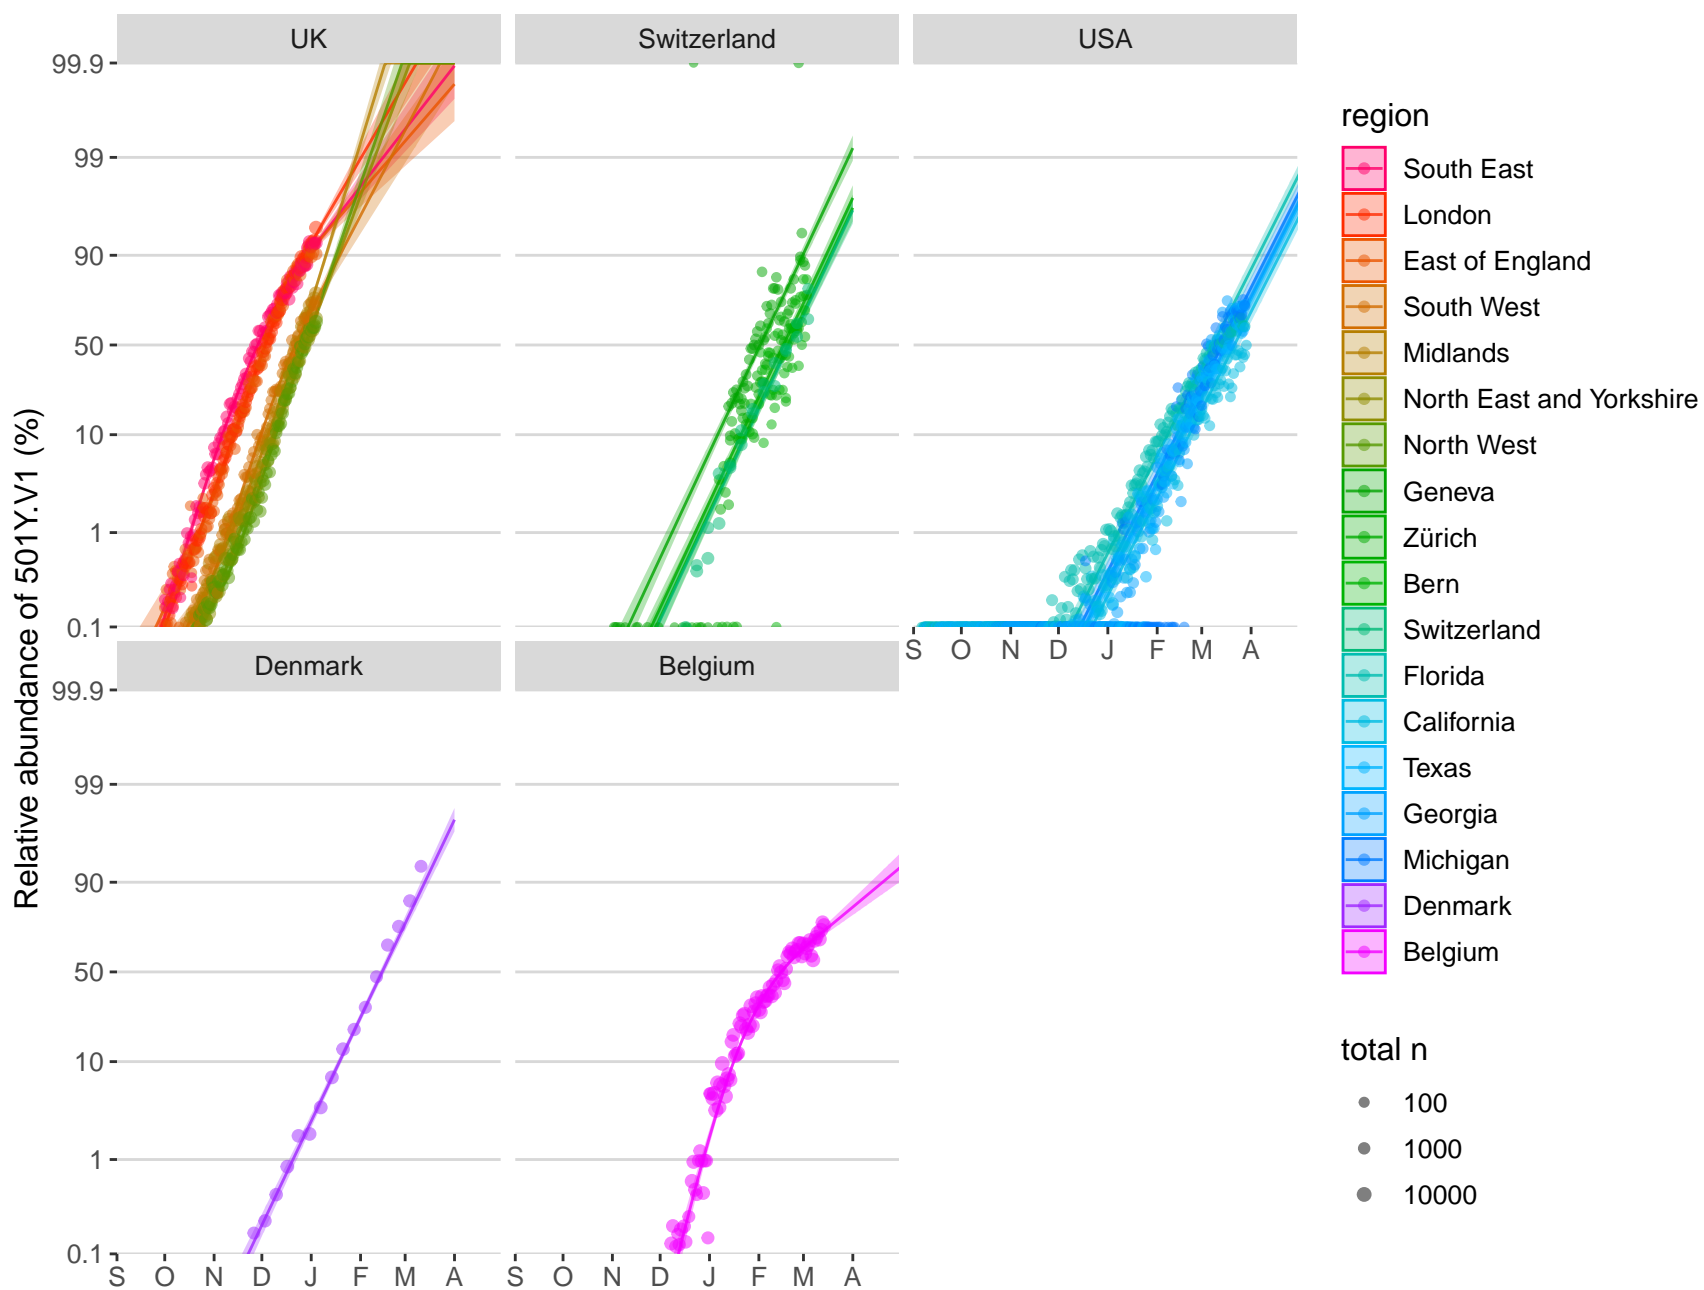 UK
Switzerland
USA
99.9
99
90
50
10
1
0.1
S O N D J F M A
Denmark
Belgium
99.9
99
90
50
10
1
0.1
S O N D J F M A
S O N D J F M A
Relative abundance of 501Y.V1 (%)
region
South East
London
East of England
South West
Midlands
North East and Yorkshire
North West
Geneva
Zürich
Bern
Switzerland
Florida
California
Texas
Georgia
Michigan
Denmark
Belgium
total n
100
1000
10000